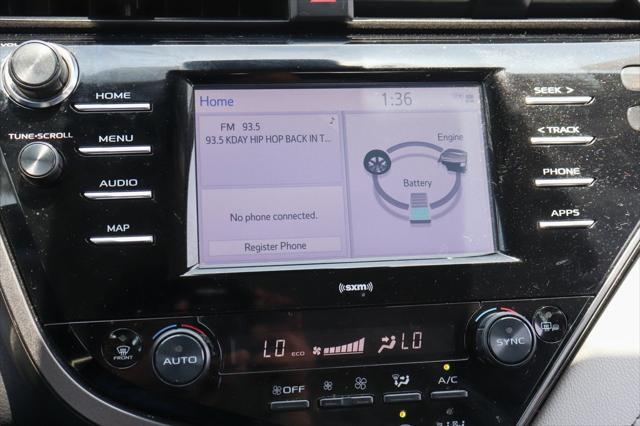 VOL
HOME
TUNE•SCROLL
MENU
AUDIO
MAP
Home
1:36
FM 93.5
93.5 KDAY HIP HOP BACK IN T...
No phone connected.
Register Phone
Engine
Battery
SEEK >
< TRACK
PHONE
APPS
((sxm))
FRONT
AUTO
LO ECO
LO
SYNC
OFF
A/C